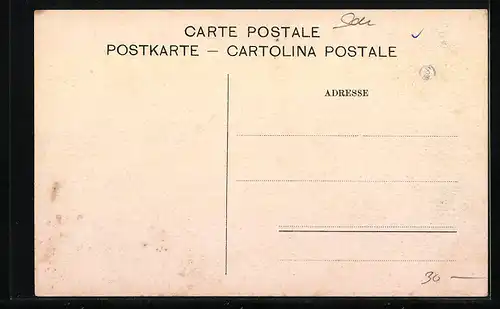 CARTE POSTALE
POSTKARTE — CARTOLINA POSTALE
ADRESSE
30 —